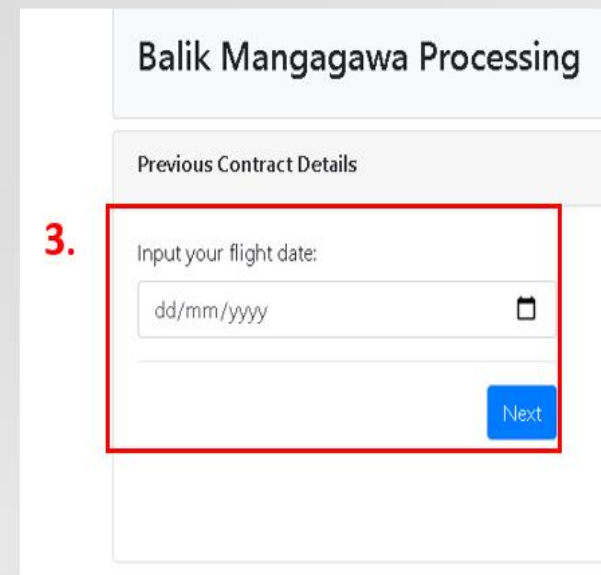 Balik Mangagawa Processing
Previous Contract Details
3.
Input your flight date:
dd/mm/yyyy
Next